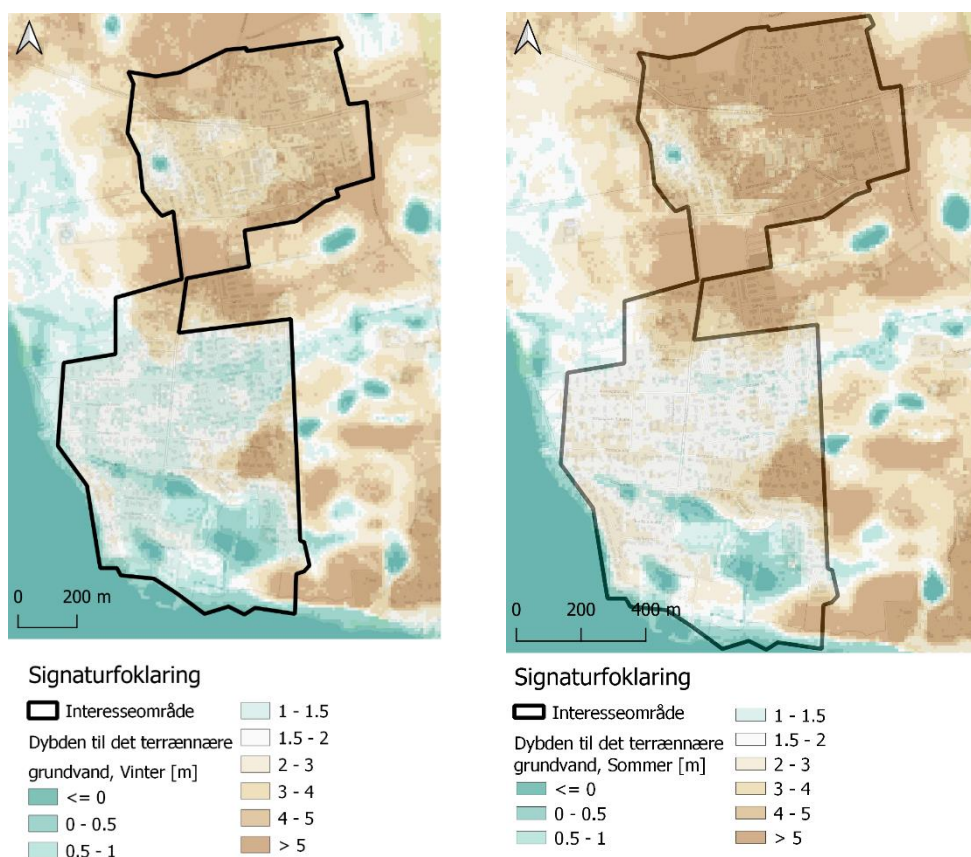 0 200 m
Signaturfoklaring
Interesseområde
Dybden til det terrænnære
grundvand, Vinter [m]
<= 0
0 - 0.5
0.5 - 1
1 - 1.5
1.5 - 2
2 - 3
3 - 4
4 - 5
> 5
0 200 400 m
Signaturfoklaring
Interesseområde
Dybden til det terrænnære
grundvand, Sommer [m]
<= 0
0 - 0.5
0.5 - 1
1 - 1.5
1.5 - 2
2 - 3
3 - 4
4 - 5
> 5